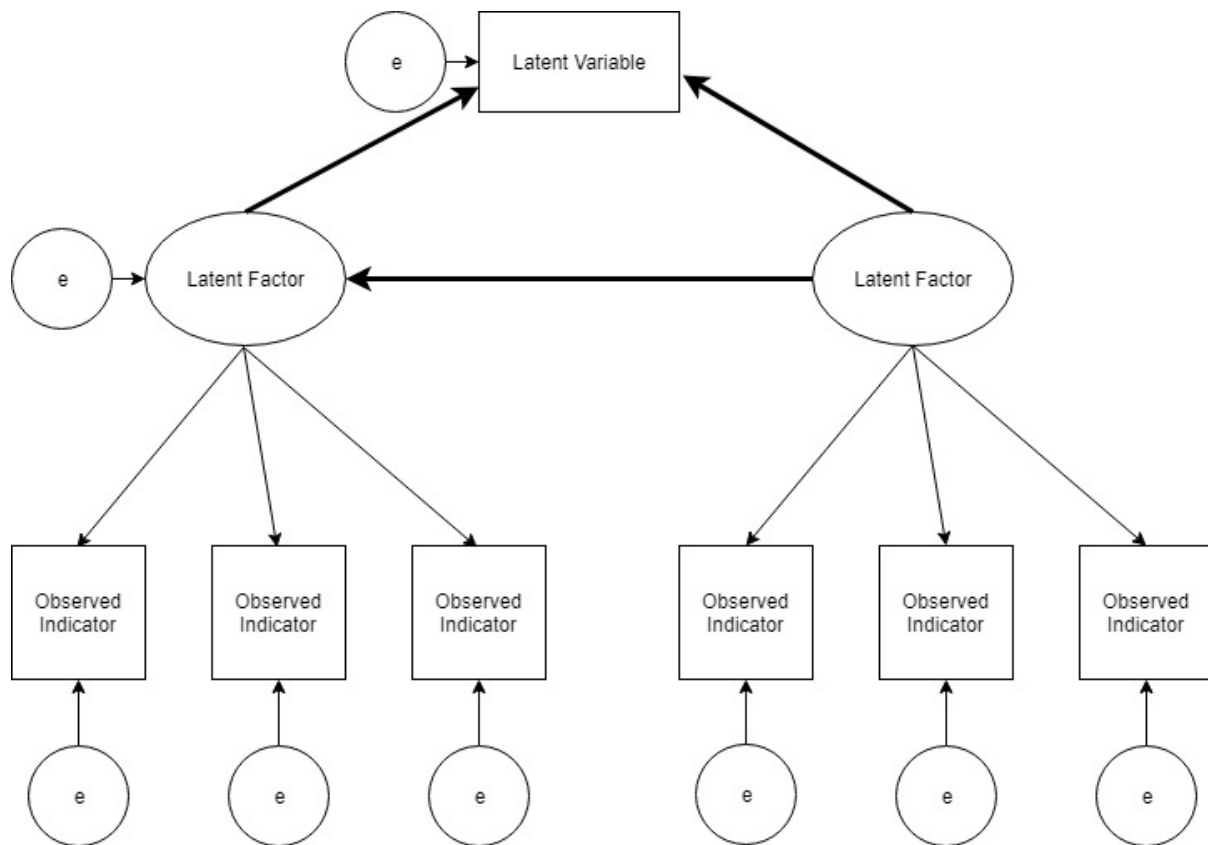 e
Latent Variable
e
Latent Factor
Latent Factor
Observed
Indicator
Observed
Indicator
Observed
Indicator
Observed
Indicator
Observed
Indicator
Observed
Indicator
e
e
e
e
e
e